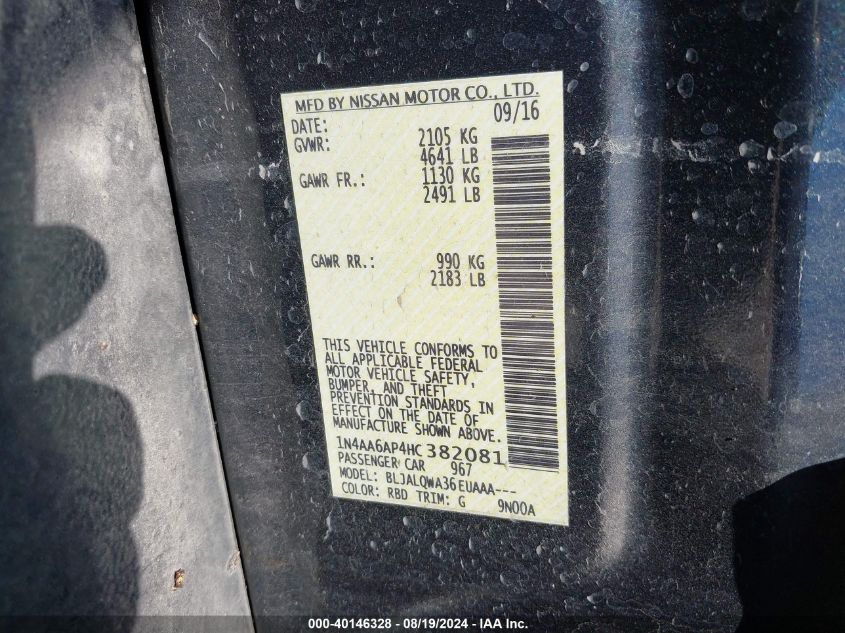 MFD BY NISSAN MOTOR CO., LTD.
DATE: 09/16
GVWR: 2105 KG
4641 LB
GAWR FR.: 1130 KG
2491 LB
GAWR RR.: 990 KG
2183 LB
THIS VEHICLE CONFORMS TO
ALL APPLICABLE FEDERAL
MOTOR VEHICLE SAFETY,
BUMPER, AND THEFT
PREVENTION STANDARDS IN
EFFECT ON THE DATE OF
MANUFACTURE SHOWN ABOVE.
1N4AA6AP4HC382081
PASSENGER CAR 967
MODEL: BLJALQWA36EUAAA---
COLOR: RBD TRIM: G 9N00A
000-40146328 - 08/19/2024 - IAA Inc.